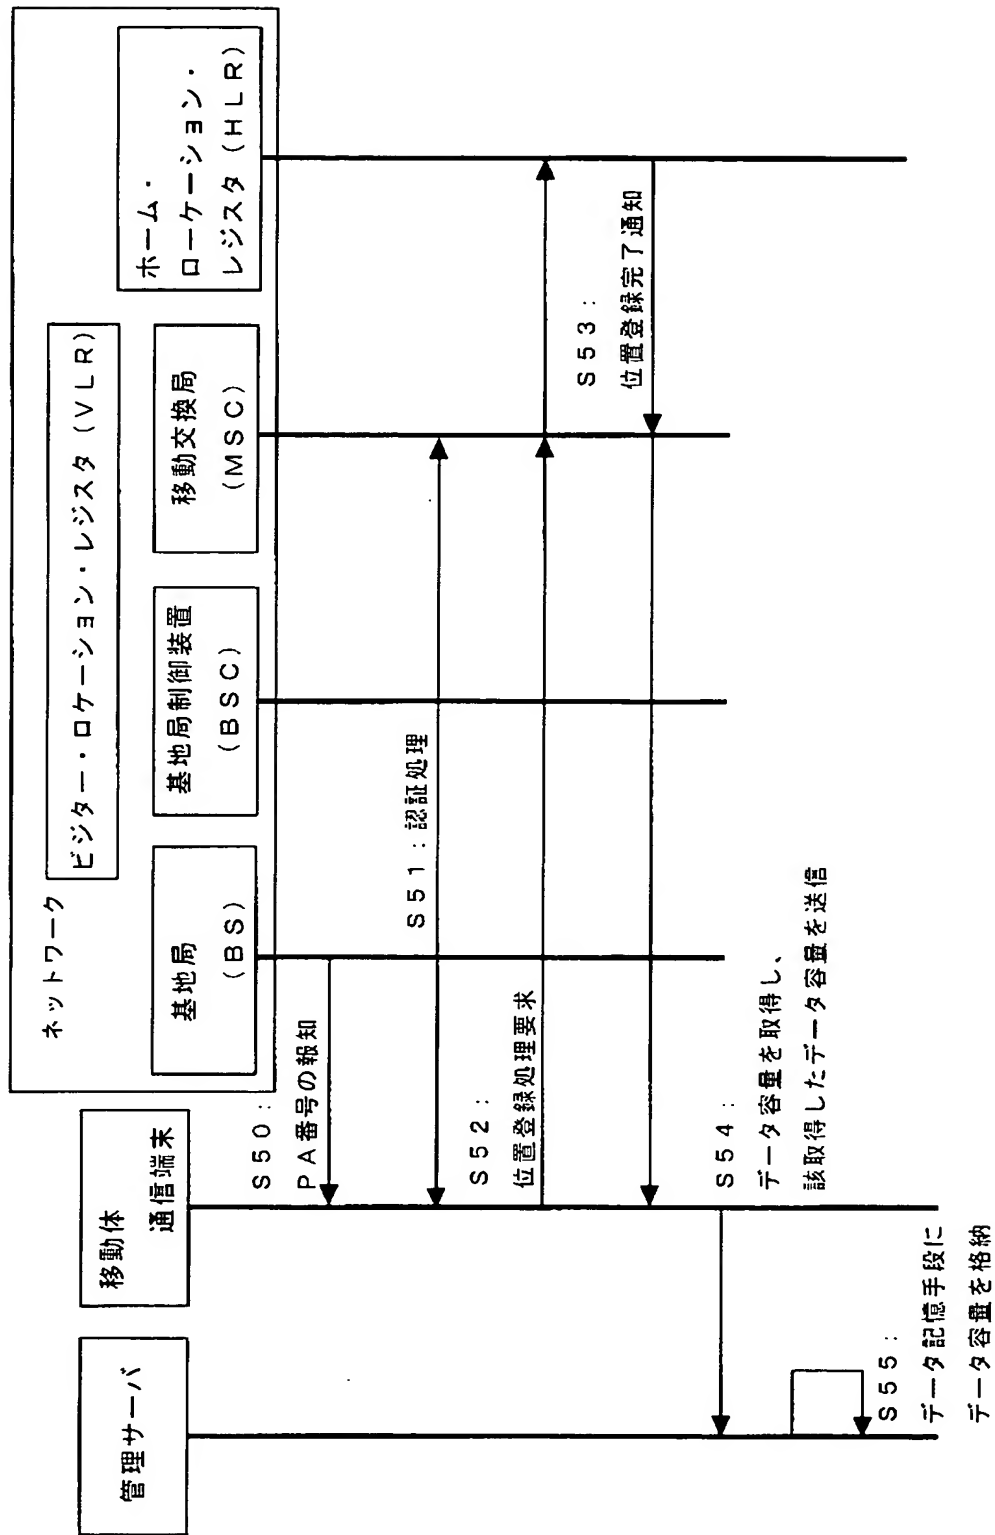 管理サーバ
移動体
通信端末
ネットワーク
ビジター・ロケーション・レジスタ(VLR)
基地局
(BS)
基地局制御装置
(BSC)
移動交換局
(MSC)
ホーム・
ローケーション・
レジスタ(HLR)
S50:
PA番号の報知
S51:認証処理
S52:
位置登録処理要求
S53:
位置登録完了通知
S54:
データ容量を取得し、
該取得したデータ容量を送信
S55:
データ記憶手段に
データ容量を格納